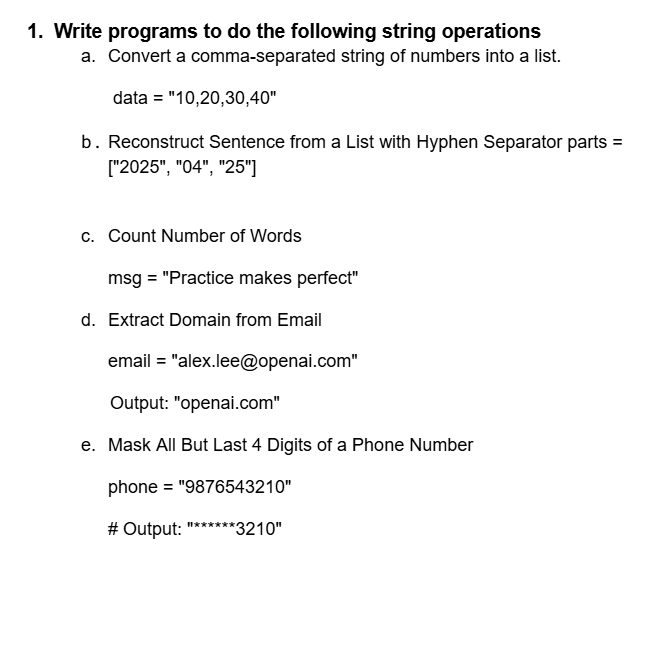 1. Write programs to do the following string operations
a. Convert a comma-separated string of numbers into a list.
data = "10,20,30,40"
b. Reconstruct Sentence from a List with Hyphen Separator parts =
["2025", "04", "25"]
c. Count Number of Words
msg = "Practice makes perfect"
d. Extract Domain from Email
email = "alex.lee@openai.com"
Output: "openai.com"
e. Mask All But Last 4 Digits of a Phone Number
phone = "9876543210"
# Output: "******3210"